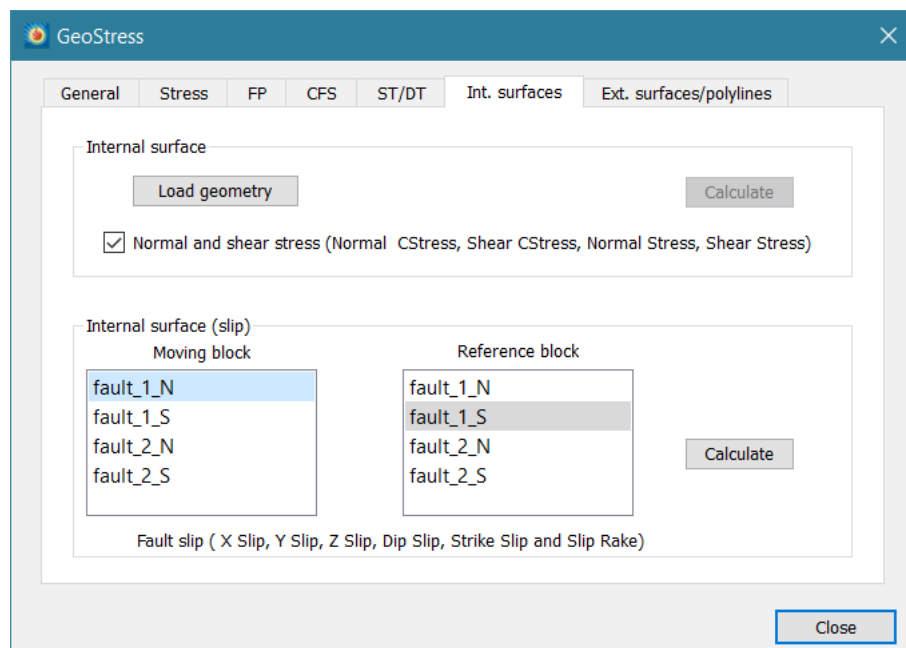 GeoStress
General Stress FP CFS ST/DT Int. surfaces Ext. surfaces/polylines
Internal surface
Load geometry Calculate
Normal and shear stress (Normal CStress, Shear CStress, Normal Stress, Shear Stress)
Internal surface (slip)
Moving block Reference block
fault_1_N fault_1_N
fault_1_S fault_1_S
fault_2_N fault_2_N
fault_2_S fault_2_S
Calculate
Fault slip ( X Slip, Y Slip, Z Slip, Dip Slip, Strike Slip and Slip Rake)
Close